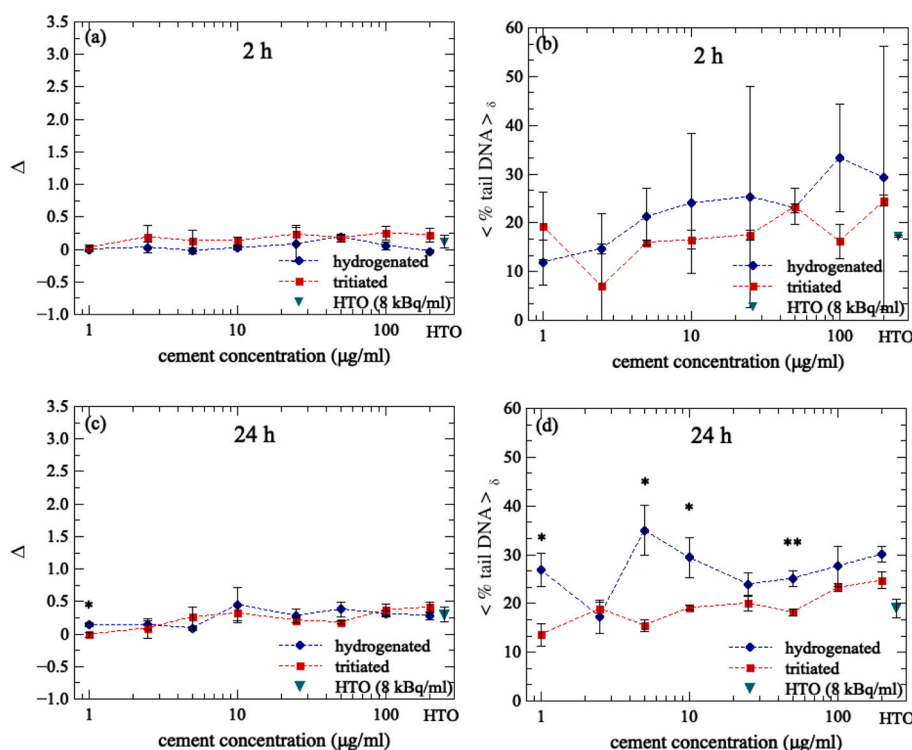 (a)
2 h
3.5
3.0
2.5
2.0
1.5
1.0
0.5
0.0
−0.5
−1.0
Δ
hydrogenated
tritiated
HTO (8 kBq/ml)
1
10
100
HTO
cement concentration (µg/ml)
(b)
2 h
60
50
40
30
20
10
0
< % tail DNA > δ
hydrogenated
tritiated
HTO (8 kBq/ml)
1
10
100
HTO
cement concentration (µg/ml)
(c)
24 h
3.5
3.0
2.5
2.0
1.5
1.0
0.5
0.0
−0.5
−1.0
Δ
*
hydrogenated
tritiated
HTO (8 kBq/ml)
1
10
100
HTO
cement concentration (µg/ml)
(d)
24 h
60
50
40
30
20
10
0
< % tail DNA > δ
*
*
*
**
hydrogenated
tritiated
HTO (8 kBq/ml)
1
10
100
HTO
cement concentration (µg/ml)